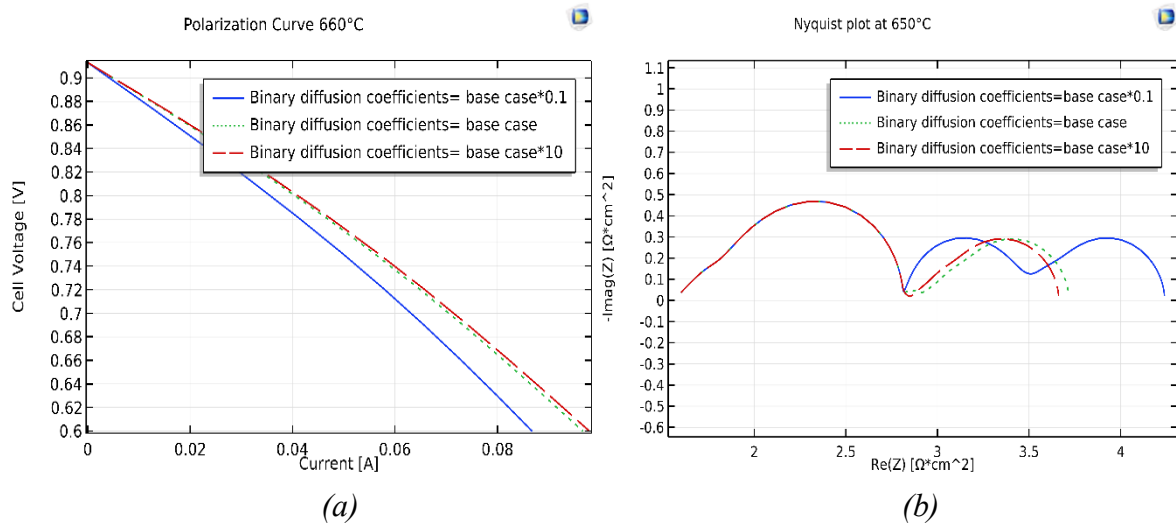 Polarization Curve 660°C
Cell Voltage [V]
0.9
0.88
0.86
0.84
0.82
0.8
0.78
0.76
0.74
0.72
0.7
0.68
0.66
0.64
0.62
0.6
Binary diffusion coefficients= base case*0.1
Binary diffusion coefficients= base case
Binary diffusion coefficients= base case*10
0 0.02 0.04 0.06 0.08
Current [A]
(a)
Nyquist plot at 650°C
-Imag(Z) [Ω*cm^2]
1.1
1
0.9
0.8
0.7
0.6
0.5
0.4
0.3
0.2
0.1
0
-0.1
-0.2
-0.3
-0.4
-0.5
-0.6
Binary diffusion coefficients=base case*0.1
Binary diffusion coefficients=base case
Binary diffusion coefficients=base case*10
2 2.5 3 3.5 4
Re(Z) [Ω*cm^2]
(b)